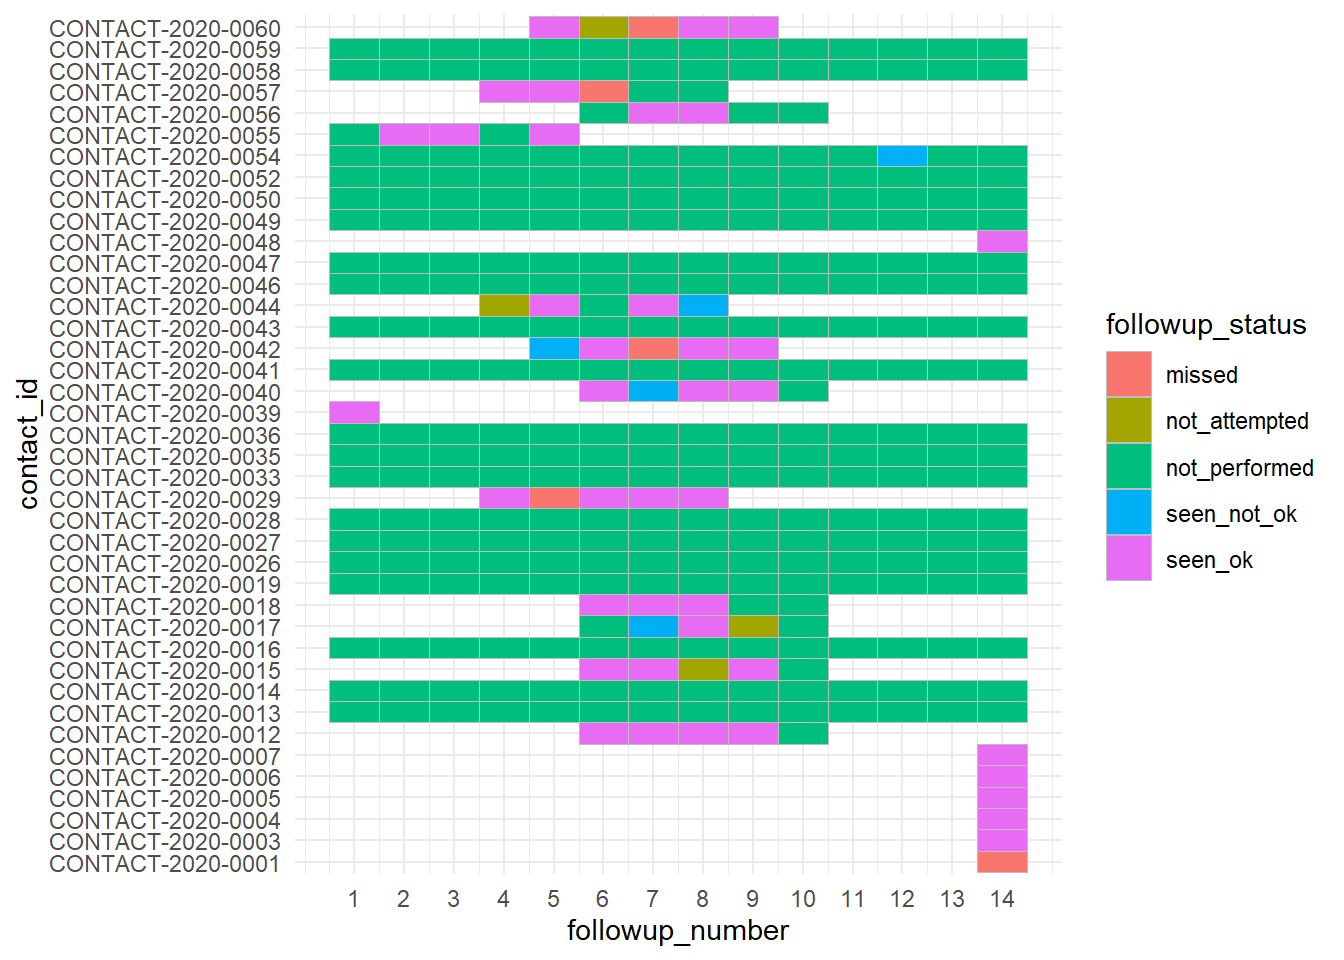 CONTACT-2020-0060
CONTACT-2020-0059
CONTACT-2020-0058
CONTACT-2020-0057
CONTACT-2020-0056
CONTACT-2020-0055
CONTACT-2020-0054
CONTACT-2020-0052
CONTACT-2020-0050
CONTACT-2020-0049
CONTACT-2020-0048
CONTACT-2020-0047
CONTACT-2020-0046
CONTACT-2020-0044
CONTACT-2020-0043
CONTACT-2020-0042
CONTACT-2020-0041
CONTACT-2020-0040
CONTACT-2020-0039
CONTACT-2020-0036
CONTACT-2020-0035
CONTACT-2020-0033
CONTACT-2020-0029
CONTACT-2020-0028
CONTACT-2020-0027
CONTACT-2020-0026
CONTACT-2020-0019
CONTACT-2020-0018
CONTACT-2020-0017
CONTACT-2020-0016
CONTACT-2020-0015
CONTACT-2020-0014
CONTACT-2020-0013
CONTACT-2020-0012
CONTACT-2020-0007
CONTACT-2020-0006
CONTACT-2020-0005
CONTACT-2020-0004
CONTACT-2020-0003
CONTACT-2020-0001
contact_id
1 2 3 4 5 6 7 8 9 10 11 12 13 14
followup_number
followup_status
missed
not_attempted
not_performed
seen_not_ok
seen_ok